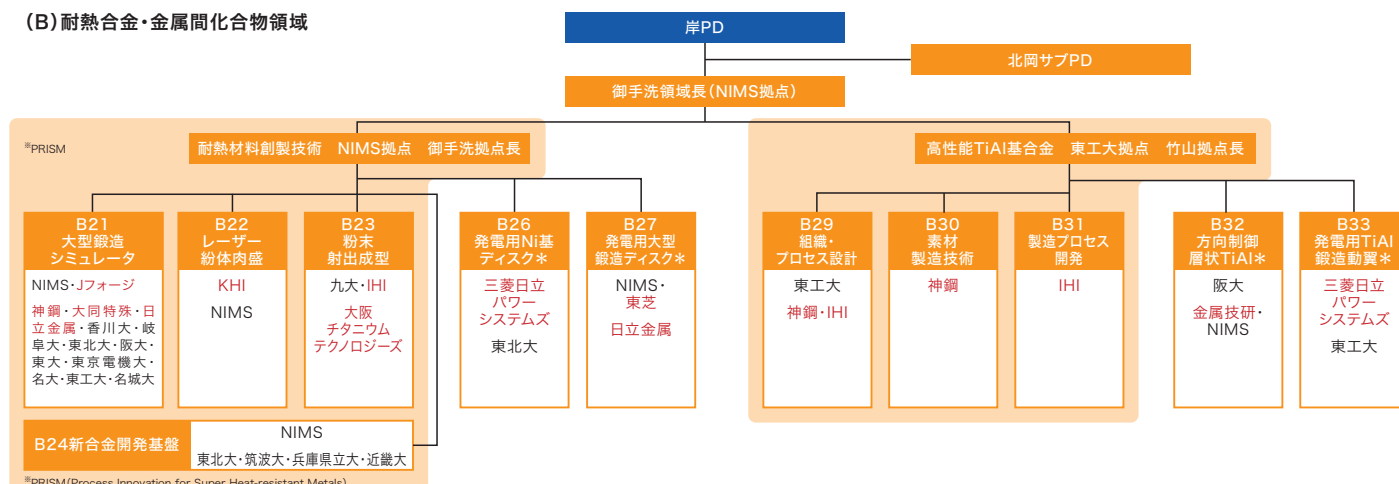 (B)耐熱合金・金属間化合物領域
岸PD
北岡サブPD
御手洗領域長(NIMS拠点)
※PRISM
耐熱材料創製技術　NIMS拠点　御手洗拠点長
高性能TiAl基合金　東工大拠点　竹山拠点長
B21
大型鍛造
シミュレータ
NIMS・Jフォージ
神鋼・大同特殊・日
立金属・香川大・岐
阜大・東北大・阪大・
東大・東京電機大・
名大・東工大・名城大
B22
レーザー
紛体肉盛
KHI
NIMS
B23
粉末
射出成型
九大・IHI
大阪
チタニウム
テクノロジーズ
B26
発電用Ni基
ディスク＊
三菱日立
パワー
システムズ
東北大
B27
発電用大型
鍛造ディスク＊
NIMS・
東芝
日立金属
B29
組織・
プロセス設計
東工大
神鋼・IHI
B30
素材
製造技術
神鋼
B31
製造プロセス
開発
IHI
B32
方向制御
層状TiAl＊
阪大
金属技研・
NIMS
B33
発電用TiAl
鍛造動翼＊
三菱日立
パワー
システムズ
東工大
B24新合金開発基盤
NIMS
東北大・筑波大・兵庫県立大・近畿大
※PRISM(Process Innovation for Super Heat-resistant Metals)